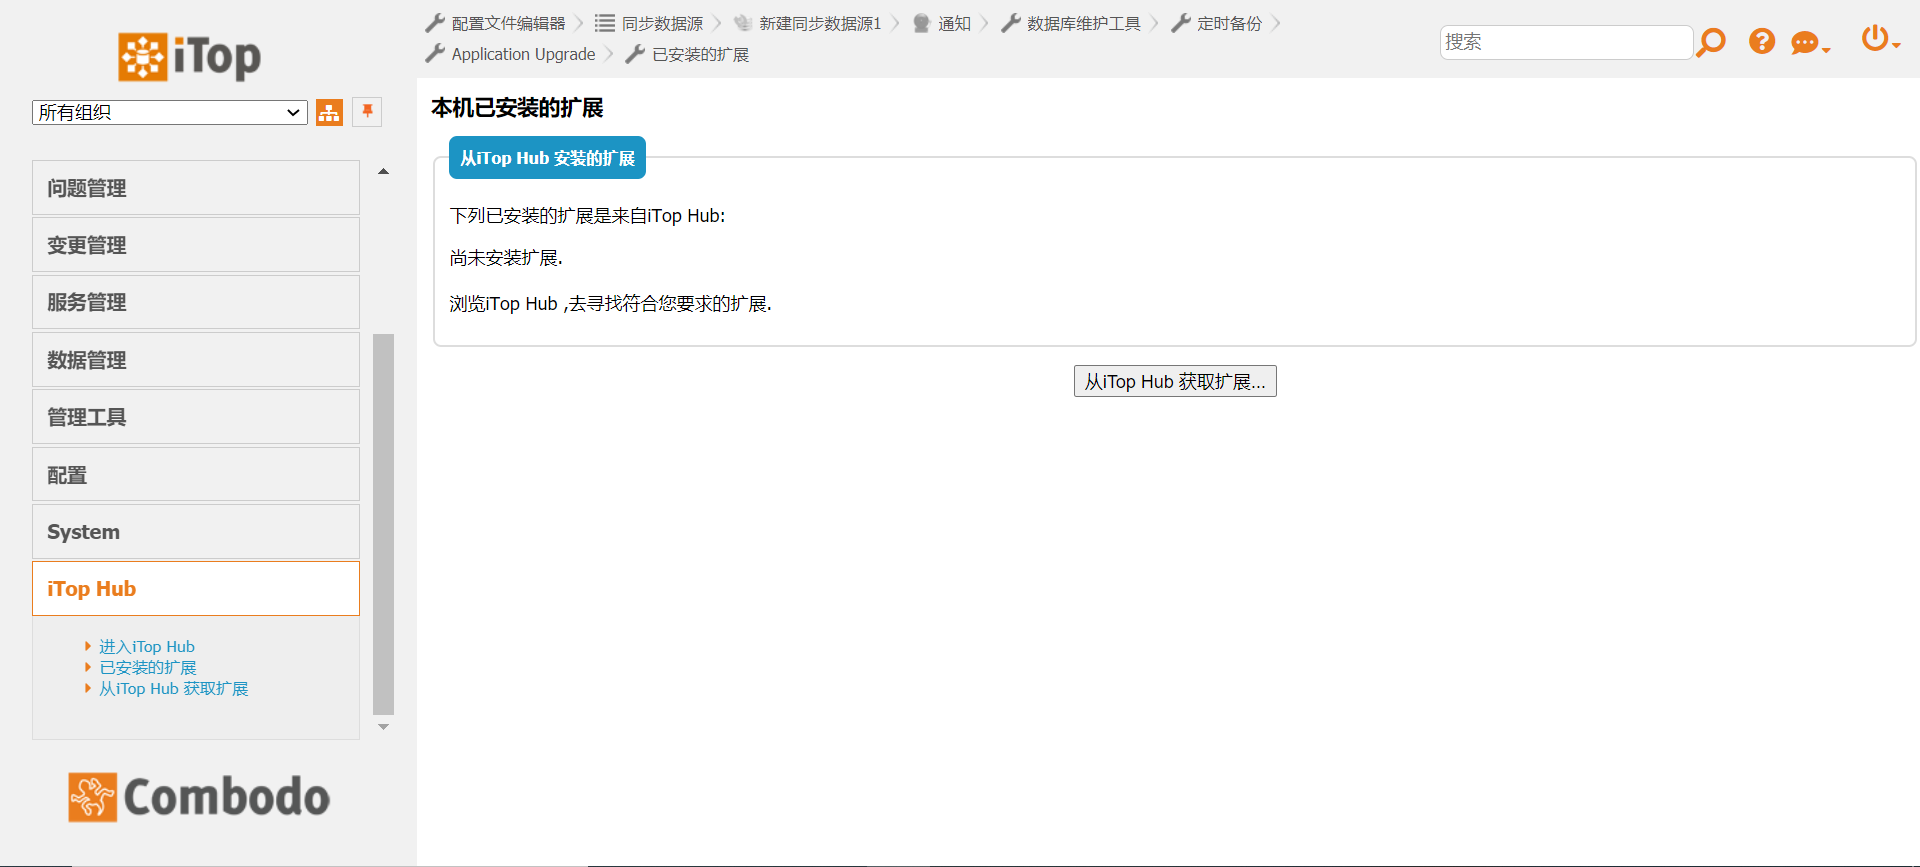 iTop
所有组织
配置文件编辑器 同步数据源 新建同步数据源1 通知 数据库维护工具 定时备份
Application Upgrade 已安装的扩展
搜索
问题管理
变更管理
服务管理
数据管理
管理工具
配置
System
iTop Hub
进入iTop Hub
已安装的扩展
从iTop Hub 获取扩展
Combodo
本机已安装的扩展
从iTop Hub 安装的扩展
下列已安装的扩展是来自iTop Hub:
尚未安装扩展.
浏览iTop Hub ,去寻找符合您要求的扩展.
从iTop Hub 获取扩展...